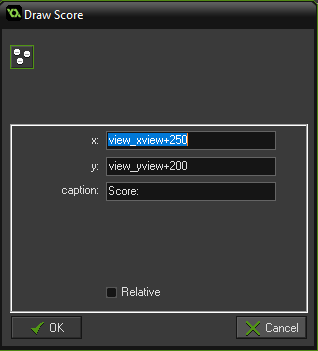 Draw Score
x: view_xview+250
y: view_yview+200
caption: Score:
Relative
OK Cancel